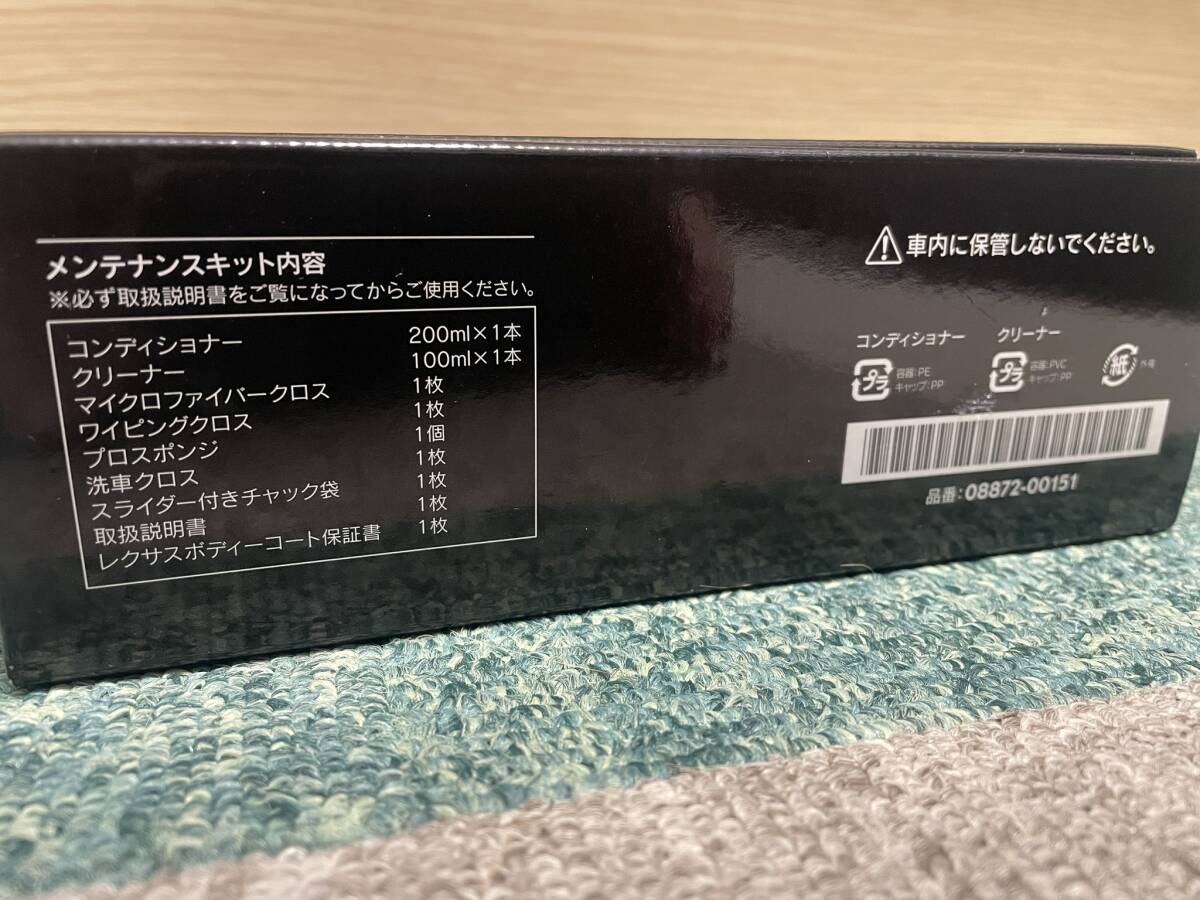 メンテナンスキット内容
※必ず取扱説明書をご覧になってからご使用ください。
コンディショナー 200ml×1本
クリーナー 100ml×1本
マイクロファイバークロス 1枚
ワイピングクロス 1枚
プロスポンジ 1個
洗車クロス 1枚
スライダー付きチャック袋 1枚
取扱説明書 1枚
レクサスボディーコート保証書 1枚
車内に保管しないでください。
コンディショナー
プラ
容器:PE
キャップ:PP
クリーナー
プラ
容器:PVC
キャップ:PP
紙
外箱
品番:08872-00151